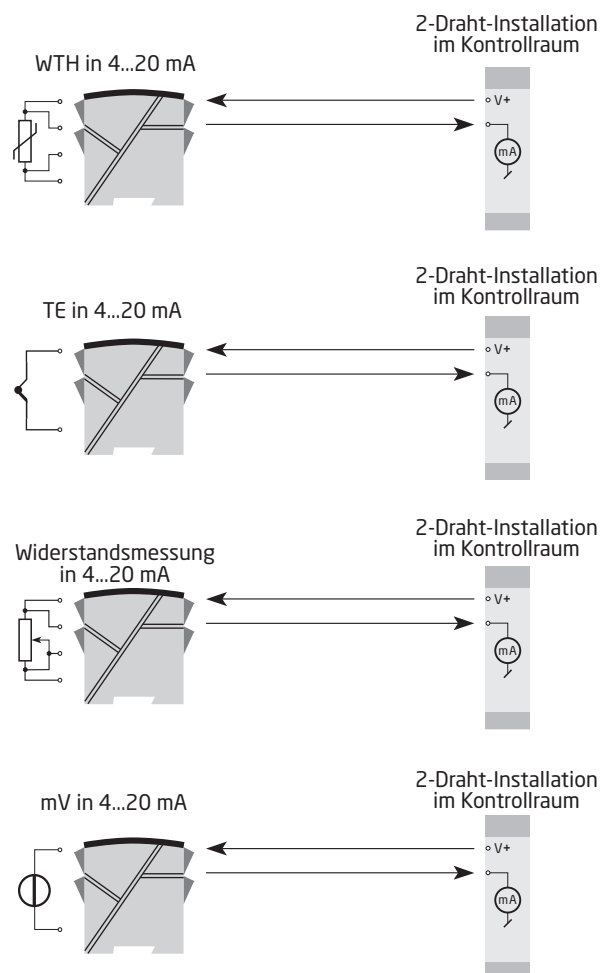 2-Draht-Installation
im Kontrollraum
WTH in 4...20 mA
V+
mA
2-Draht-Installation
im Kontrollraum
TE in 4...20 mA
V+
mA
2-Draht-Installation
im Kontrollraum
Widerstandsmessung
in 4...20 mA
V+
mA
2-Draht-Installation
im Kontrollraum
mV in 4...20 mA
V+
mA